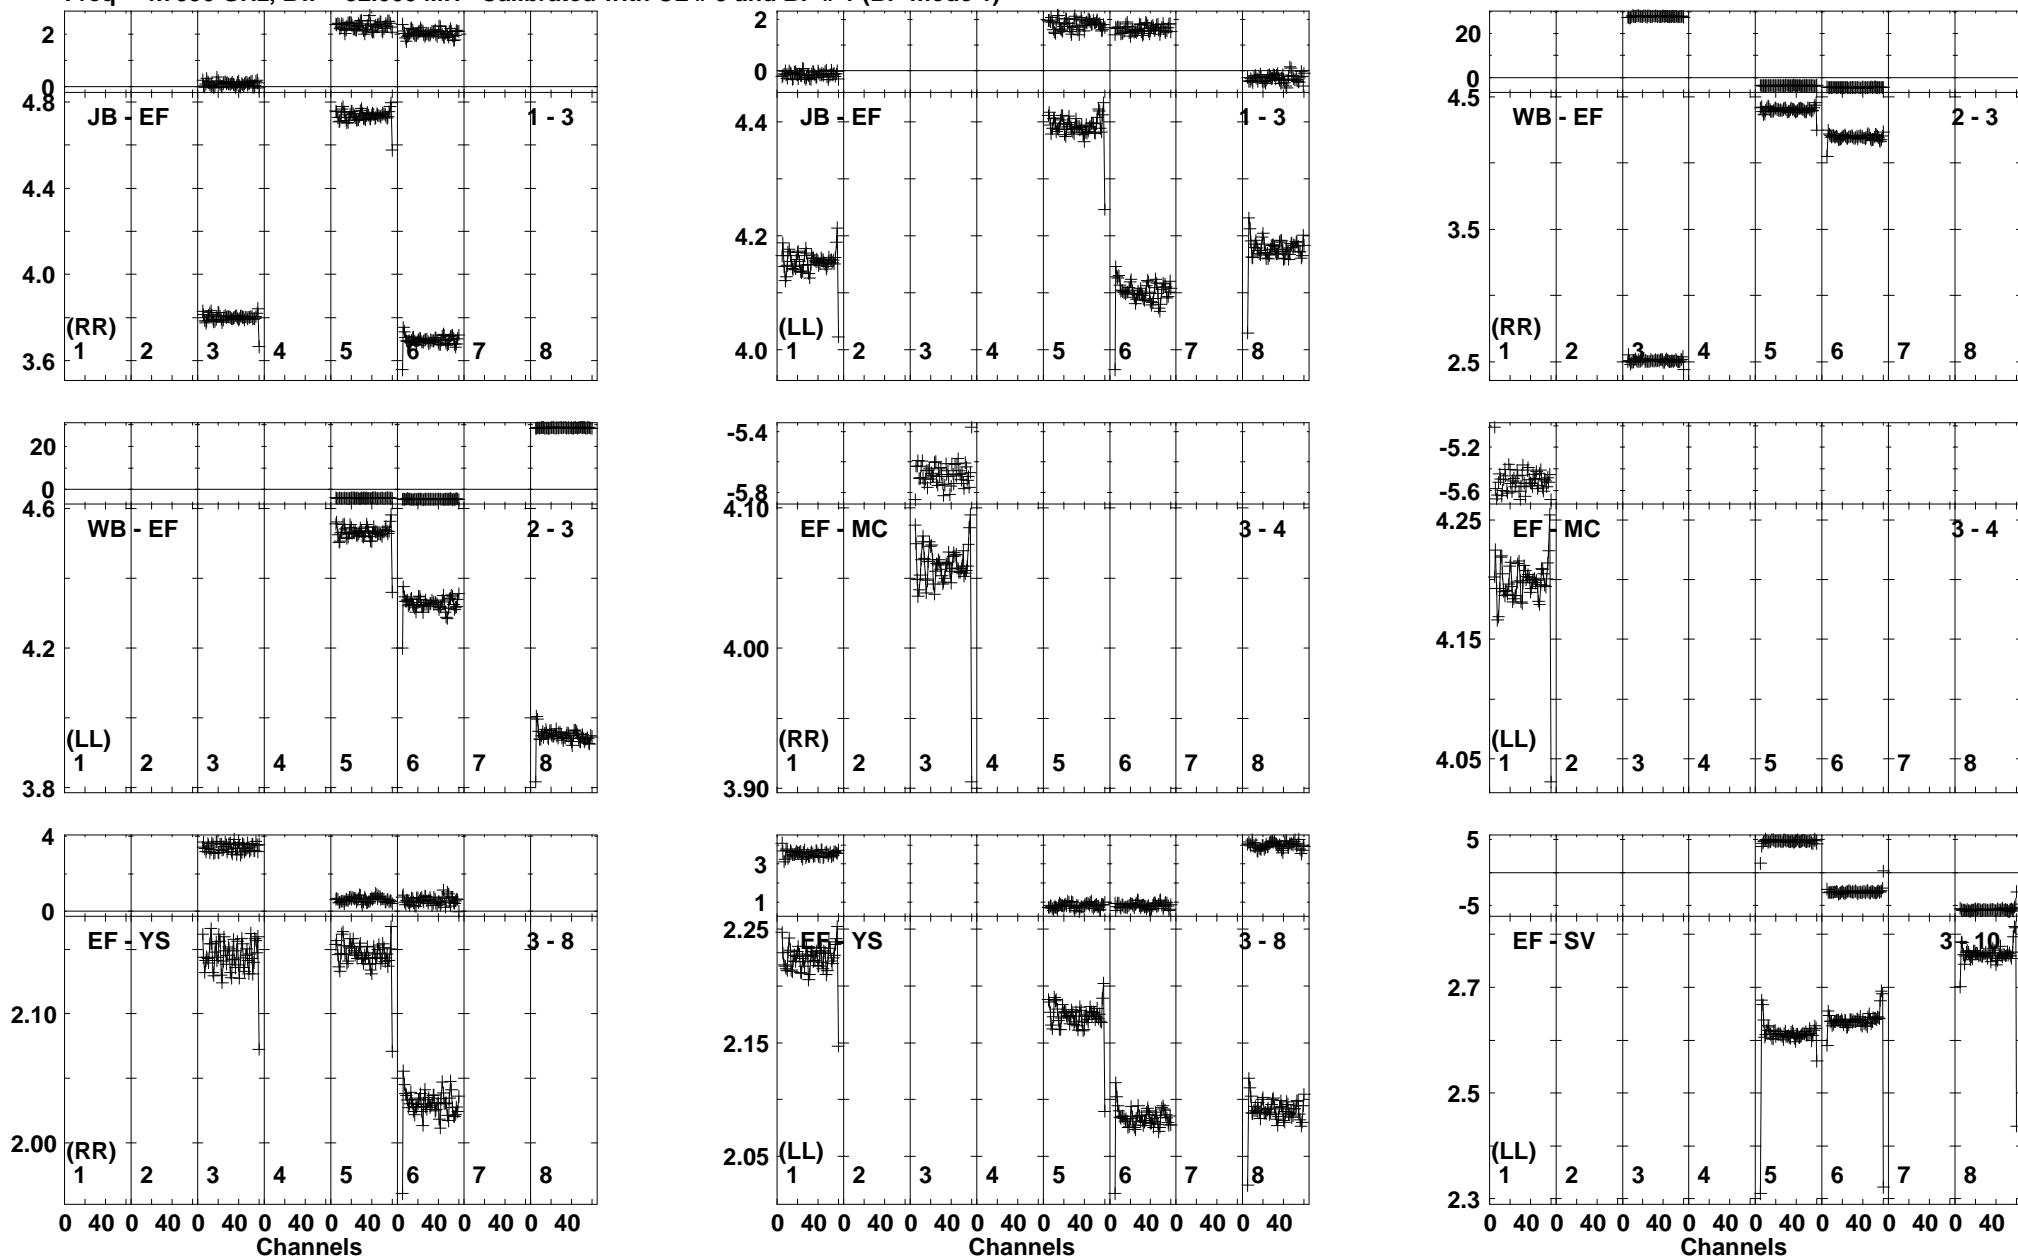 2 0 2 0 20 0
4.8 JB - EF 1 - 3 JB - EF 1 - 3 4.5 WB - EF 2 - 3
4.4 4.4
4.0 4.2 3.5
3.6 (RR) 4.0 (LL) 2.5 (RR)
1 2 3 4 5 6 7 8 1 2 3 4 5 6 7 8 1 2 3 4 5 6 7 8
20 0 -5.4 -5.8 -5.2 -5.6
4.6 WB - EF 2 - 3 4.10 EF - MC 3 - 4 4.25 EF - MC 3 - 4
4.2 4.00 4.15
3.8 (LL) 3.90 (RR) 4.05 (LL)
1 2 3 4 5 6 7 8 1 2 3 4 5 6 7 8 1 2 3 4 5 6 7 8
4 0 3 1 5 -5
EF - YS 3 - 8 2.25 EF - YS 3 - 8 EF - SV 3 - 10
2.10 2.15 2.7 2.5
2.00 (RR) 2.05 (LL) 2.3 (LL)
1 2 3 4 5 6 7 8 1 2 3 4 5 6 7 8 1 2 3 4 5 6 7 8
0 40 0 40 0 40 0 40 0 40 0 40 0 40 0 40 0 40 0 40 0 40 0 40 0 40 0 40 0 40 0 40 0 40 0 40 0 40 0 40 0 40 0 40 0 40 0 40
Channels Channels Channels